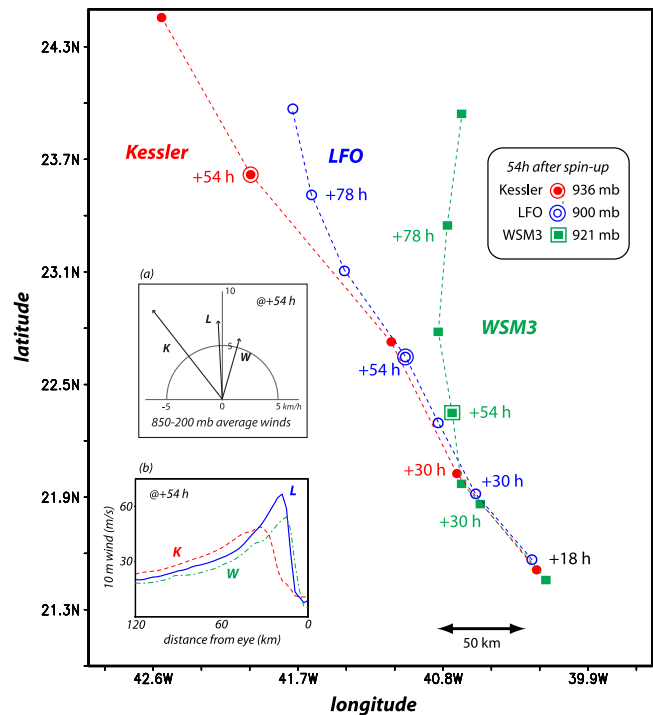 24.3N
23.7N
23.1N
22.5N
21.9N
21.3N
latitude
42.6W
41.7W
40.8W
39.9W
longitude
Kessler
LFO
WSM3
+54 h
+78 h
+78 h
+54 h
+54 h
+30 h
+30 h
+30 h
+18 h
50 km
54h after spin-up
Kessler 936 mb
LFO 900 mb
WSM3 921 mb
(a)
@+54 h
10
5
K
L
W
-5
0
5 km/h
850-200 mb average winds
(b)
@+54 h
60
30
10 m wind (m/s)
K
L
W
120
60
0
distance from eye (km)